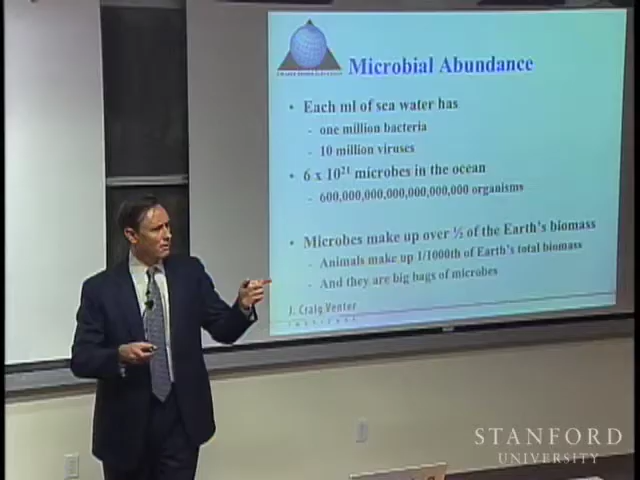 Microbial Abundance
• Each ml of sea water has
- one million bacteria
- 10 million viruses
• 6 x 10²¹ microbes in the ocean
- 600,000,000,000,000,000,000 organisms
• Microbes make up over ½ of the Earth's biomass
- Animals make up 1/1000th of Earth's total biomass
- And they are big bags of microbes
J. Craig Venter
INSTITUTE
STANFORD
UNIVERSITY